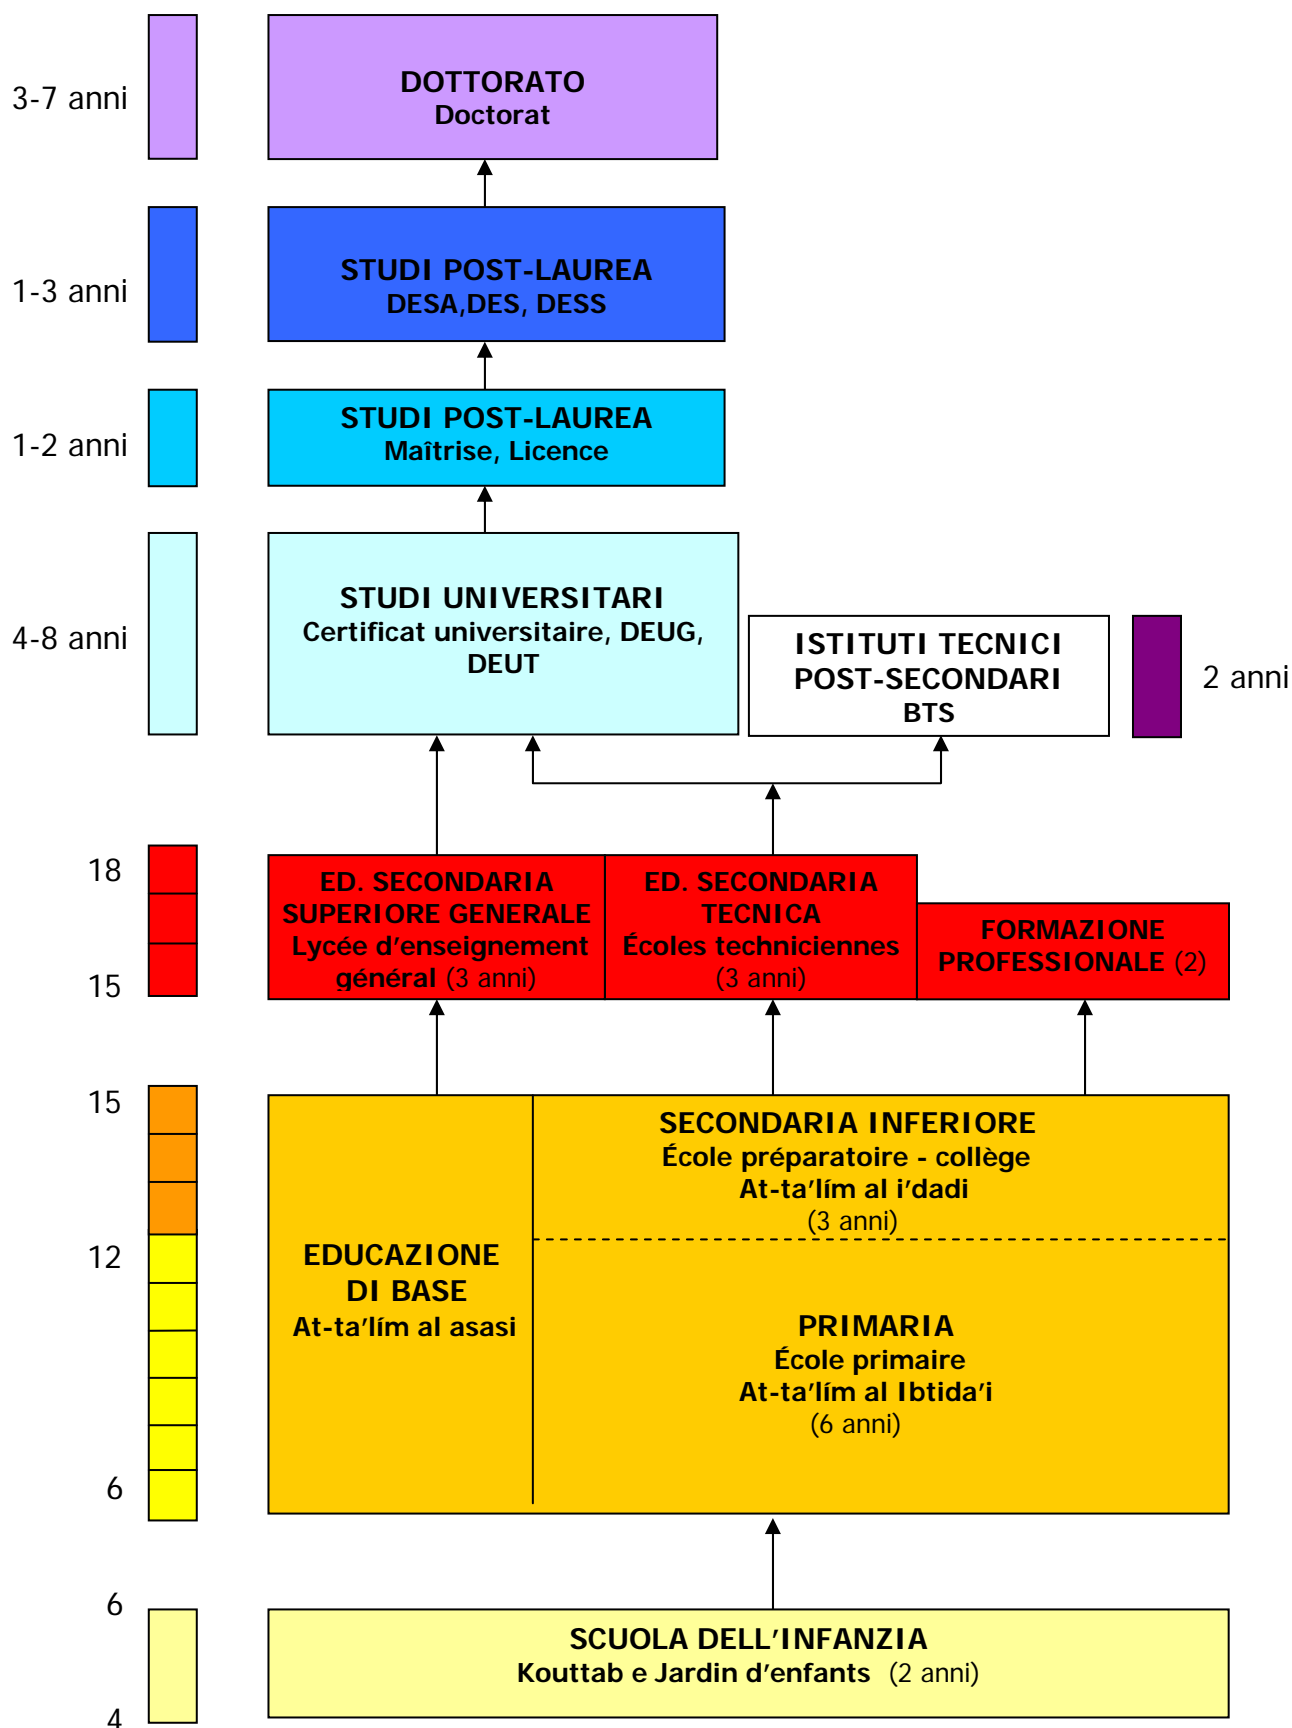 3-7 anni
DOTTORATO
Doctorat
1-3 anni
STUDI POST-LAUREA
DESA,DES, DESS
1-2 anni
STUDI POST-LAUREA
Maîtrise, Licence
4-8 anni
STUDI UNIVERSITARI
Certificat universitaire, DEUG,
DEUT
ISTITUTI TECNICI
POST-SECONDARI
BTS
2 anni
18
15
ED. SECONDARIA
SUPERIORE GENERALE
Lycée d'enseignement
général (3 anni)
ED. SECONDARIA
TECNICA
Écoles techniciennes
(3 anni)
FORMAZIONE
PROFESSIONALE (2)
15
12
6
EDUCAZIONE
DI BASE
At-ta'lím al asasi
SECONDARIA INFERIORE
École préparatoire - collège
At-ta'lím al i'dadi
(3 anni)
PRIMARIA
École primaire
At-ta'lím al Ibtida'i
(6 anni)
6
4
SCUOLA DELL'INFANZIA
Kouttab e Jardin d'enfants (2 anni)